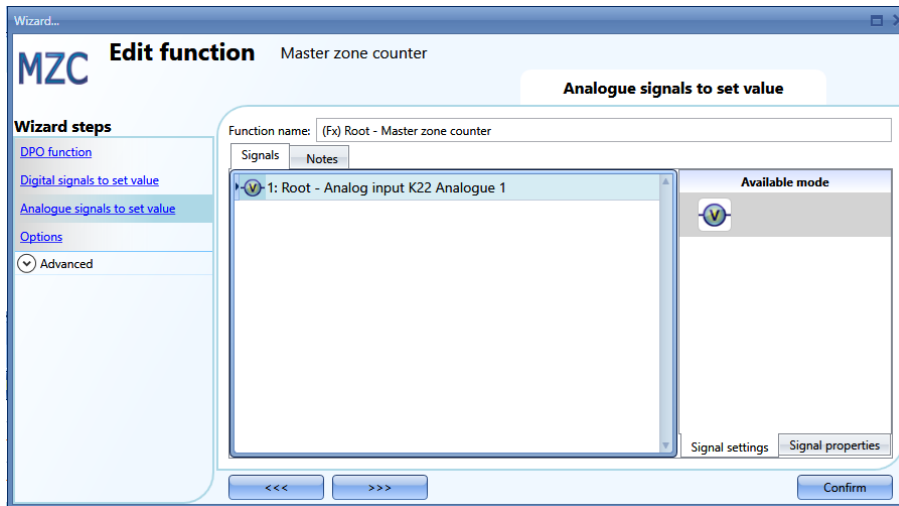 Wizard...
MZC Edit function Master zone counter
Analogue signals to set value
Wizard steps
DPO function
Digital signals to set value
Analogue signals to set value
Options
Advanced
Function name: (Fx) Root - Master zone counter
Signals Notes
V 1: Root - Analog input K22 Analogue 1
Available mode
V
Signal settings Signal properties
<<< >>> Confirm